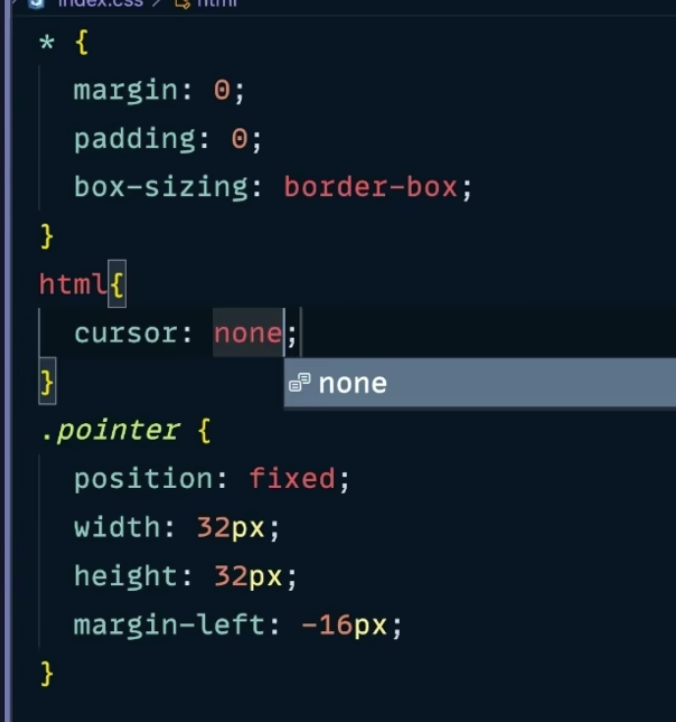 index.css > html
* {
margin: 0;
padding: 0;
box-sizing: border-box;
}
html{
cursor: none;
}
none
.pointer {
position: fixed;
width: 32px;
height: 32px;
margin-left: -16px;
}